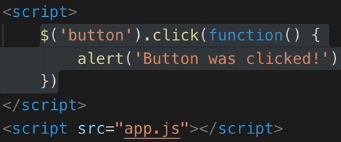 <script>
$('button').click(function() {
alert('Button was clicked!')
})
</script>
<script src="app.js"></script>